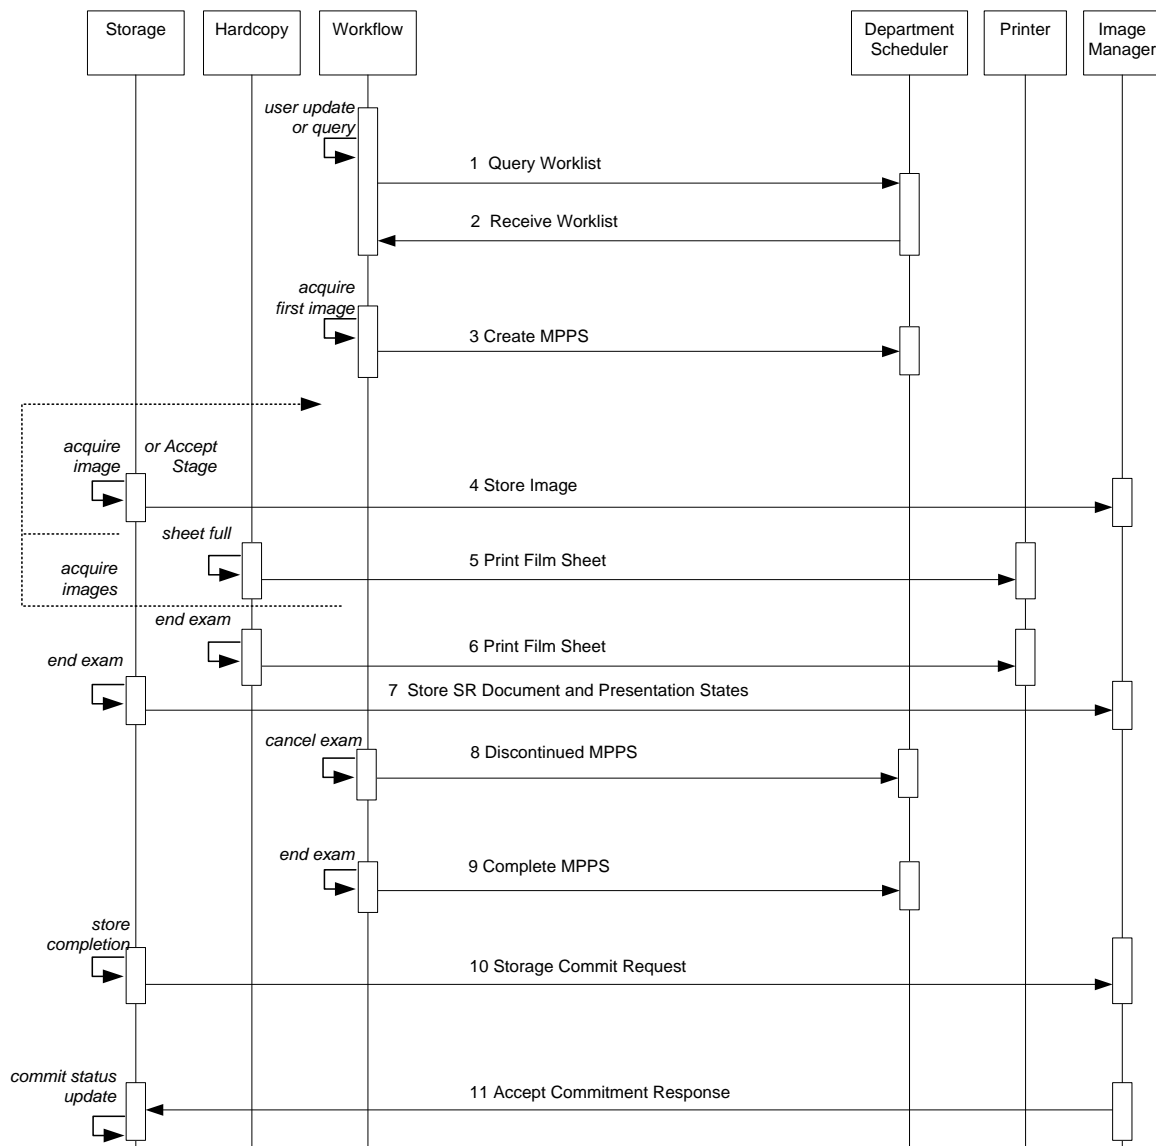 Storage
Hardcopy
Workflow
Department
Scheduler
Printer
Image
Manager
user update
or query
1  Query Worklist
2  Receive Worklist
acquire
first image
3 Create MPPS
acquire
image
or Accept
Stage
4 Store Image
sheet full
5 Print Film Sheet
acquire
images
end exam
6 Print Film Sheet
end exam
7  Store SR Document and Presentation States
cancel exam
8 Discontinued MPPS
end exam
9 Complete MPPS
store
completion
10 Storage Commit Request
commit status
update
11 Accept Commitment Response